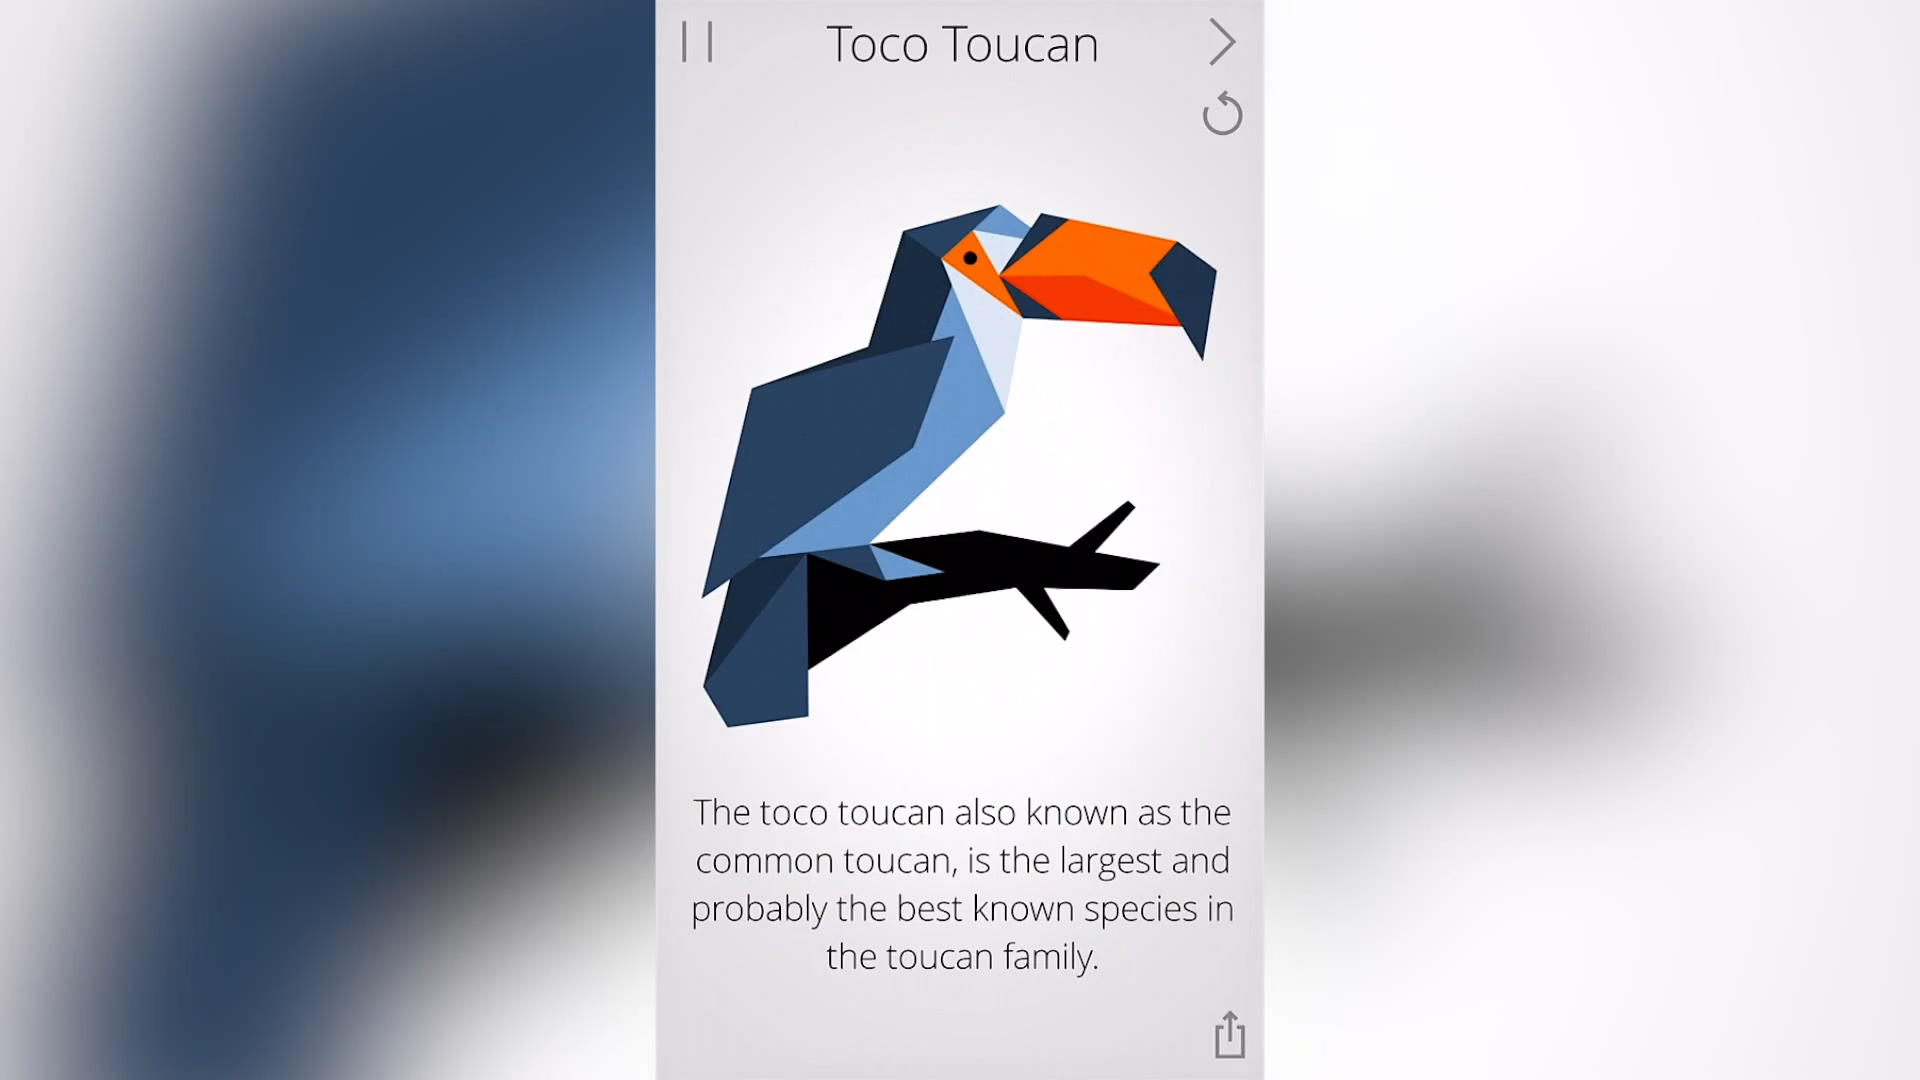 Toco Toucan
The toco toucan also known as the
common toucan, is the largest and
probably the best known species in
the toucan family.